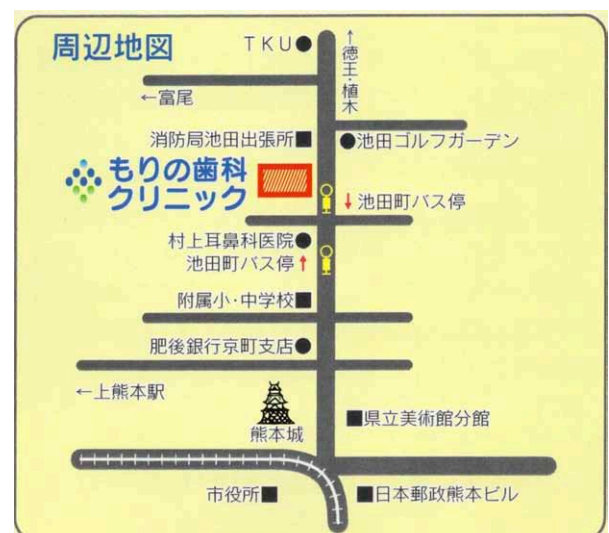 周辺地図
TKU
↑徳王・植木
←富尾
消防局池田出張所
池田ゴルフガーデン
もりの歯科
クリニック
↓池田町バス停
村上耳鼻科医院
池田町バス停↑
附属小・中学校
肥後銀行京町支店
←上熊本駅
熊本城
県立美術館分館
市役所
日本郵政熊本ビル